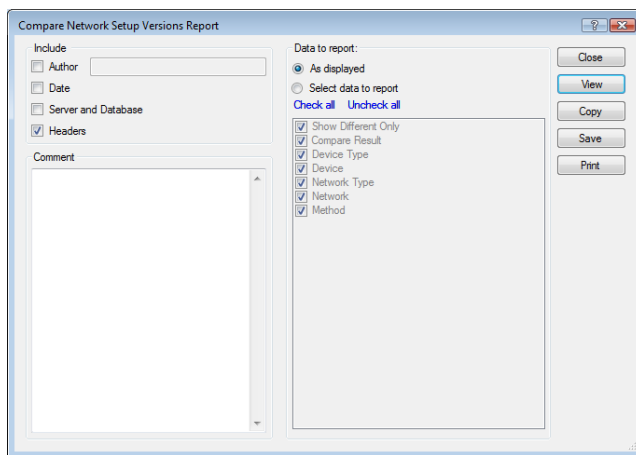 Compare Network Setup Versions Report
?
Include
Author
Date
Server and Database
Headers
Comment
Data to report:
As displayed
Select data to report
Check all Uncheck all
Show Different Only
Compare Result
Device Type
Device
Network Type
Network
Method
Close
View
Copy
Save
Print